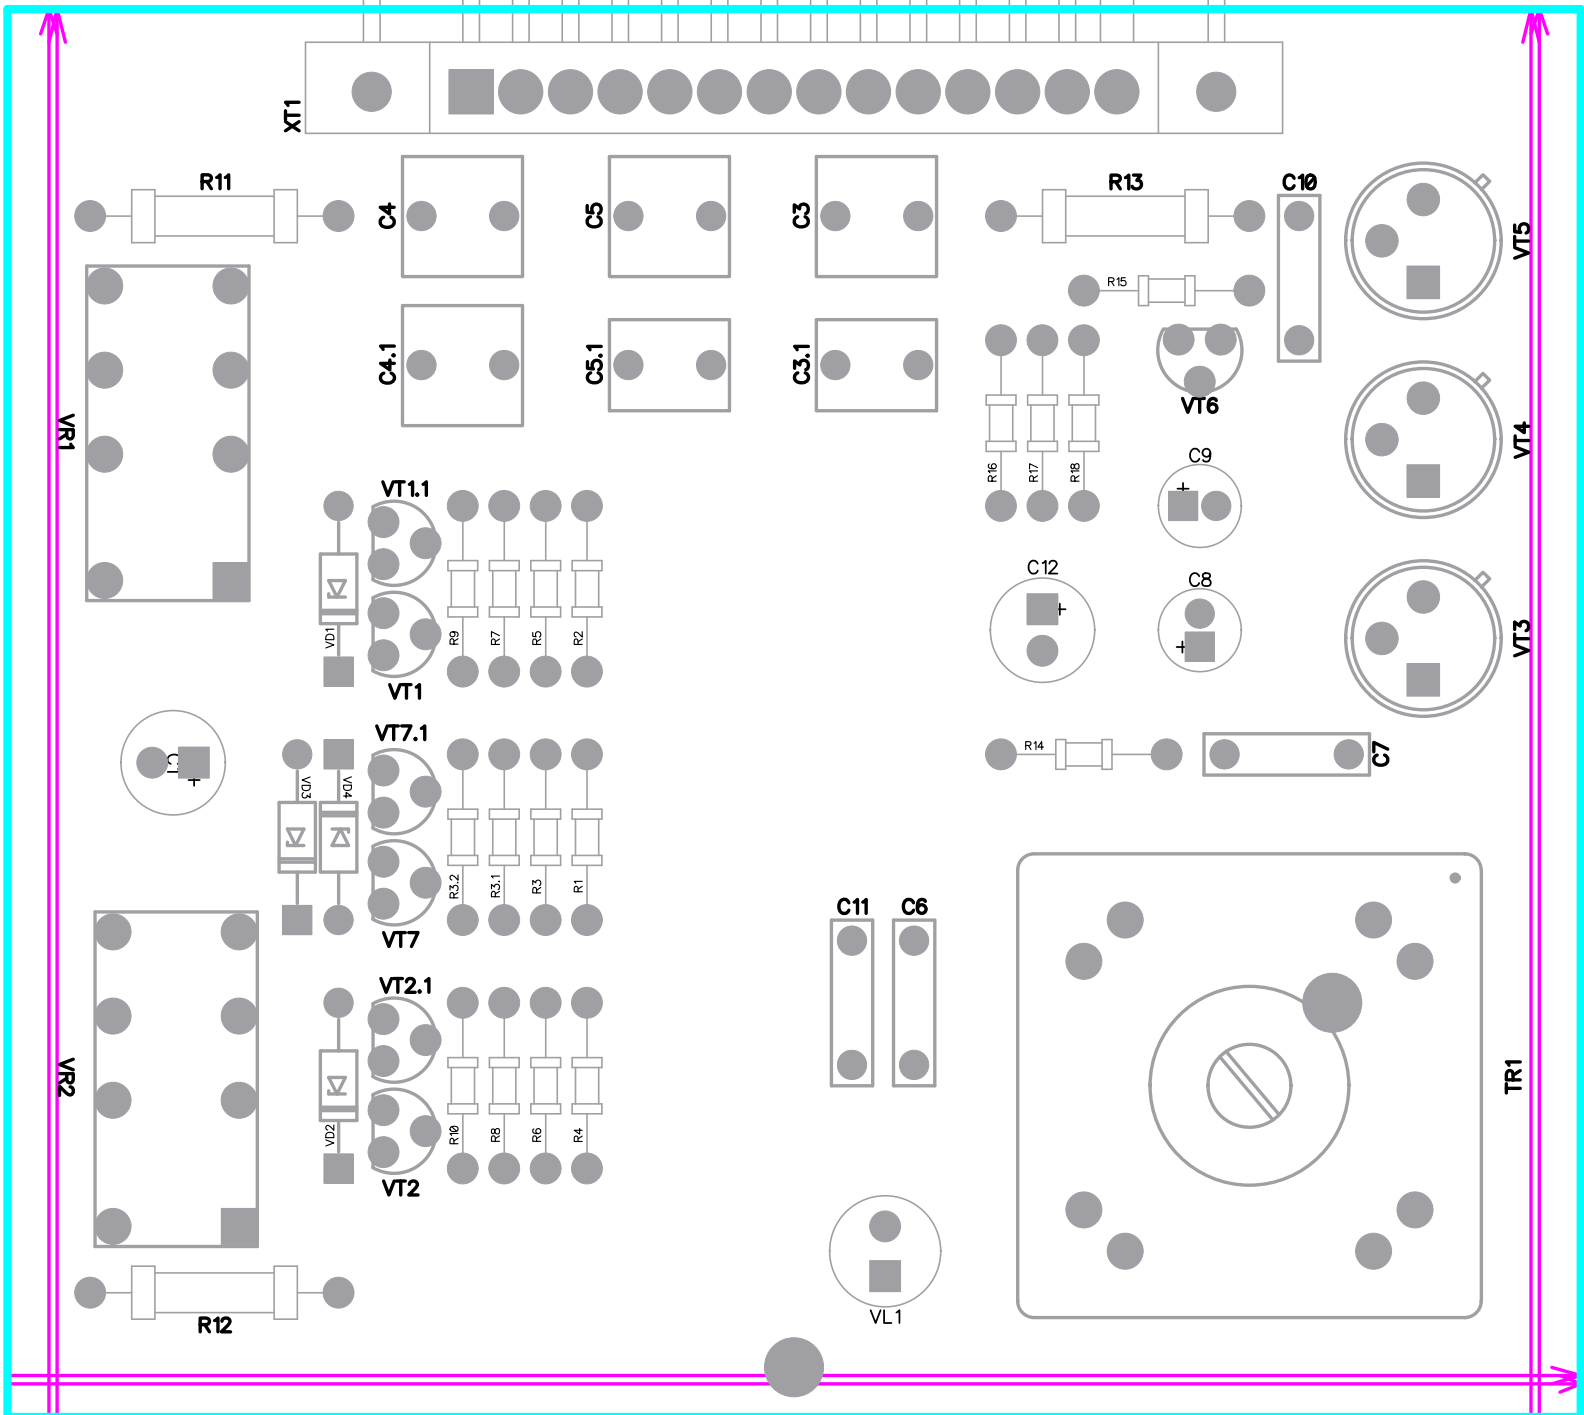 XT1
R11
C4
C5
C3
R13
C10
VT5
R15
C4.1
C5.1
C3.1
VT6
VR1
VT4
R16
R17
R18
C9
+
VT1.1
C12
+
C8
+
VD1
R9
R7
R5
R2
VT3
VT1
VT7.1
R14
C7
C1
+
VD3
VD4
R3.2
R3.1
R3
R1
C11
C6
VT7
VT2.1
VR2
TR1
VD2
R10
R8
R6
R4
VT2
R12
VL1